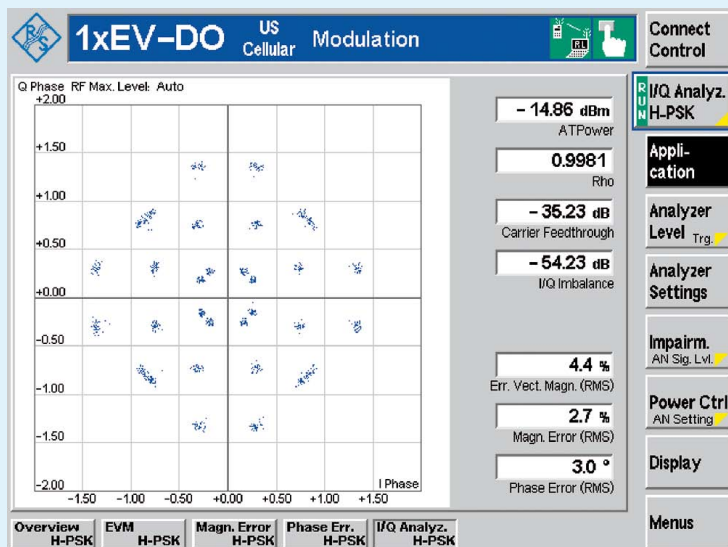 R S
1xEV-DO
US
Cellular
Modulation
RL
Connect
Control
RUN
I/Q Analyz.
H-PSK
Appli-
cation
Analyzer
Level Trg.
Analyzer
Settings
Impairm.
AN Sig. Lvl.
Power Ctrl
AN Setting
Display
Menus
Q Phase RF Max. Level: Auto
+2.00
+1.50
+1.00
+0.50
+0.00
-0.50
-1.00
-1.50
-2.00
-1.50 -1.00 -0.50 +0.00 +0.50 +1.00 +1.50
I Phase
- 14.86 dBm
ATPower
0.9981
Rho
- 35.23 dB
Carrier Feedthrough
- 54.23 dB
I/Q Imbalance
4.4 %
Err. Vect. Magn. (RMS)
2.7 %
Magn. Error (RMS)
3.0 °
Phase Error (RMS)
Overview
H-PSK
EVM
H-PSK
Magn. Error
H-PSK
Phase Err.
H-PSK
I/Q Analyz.
H-PSK